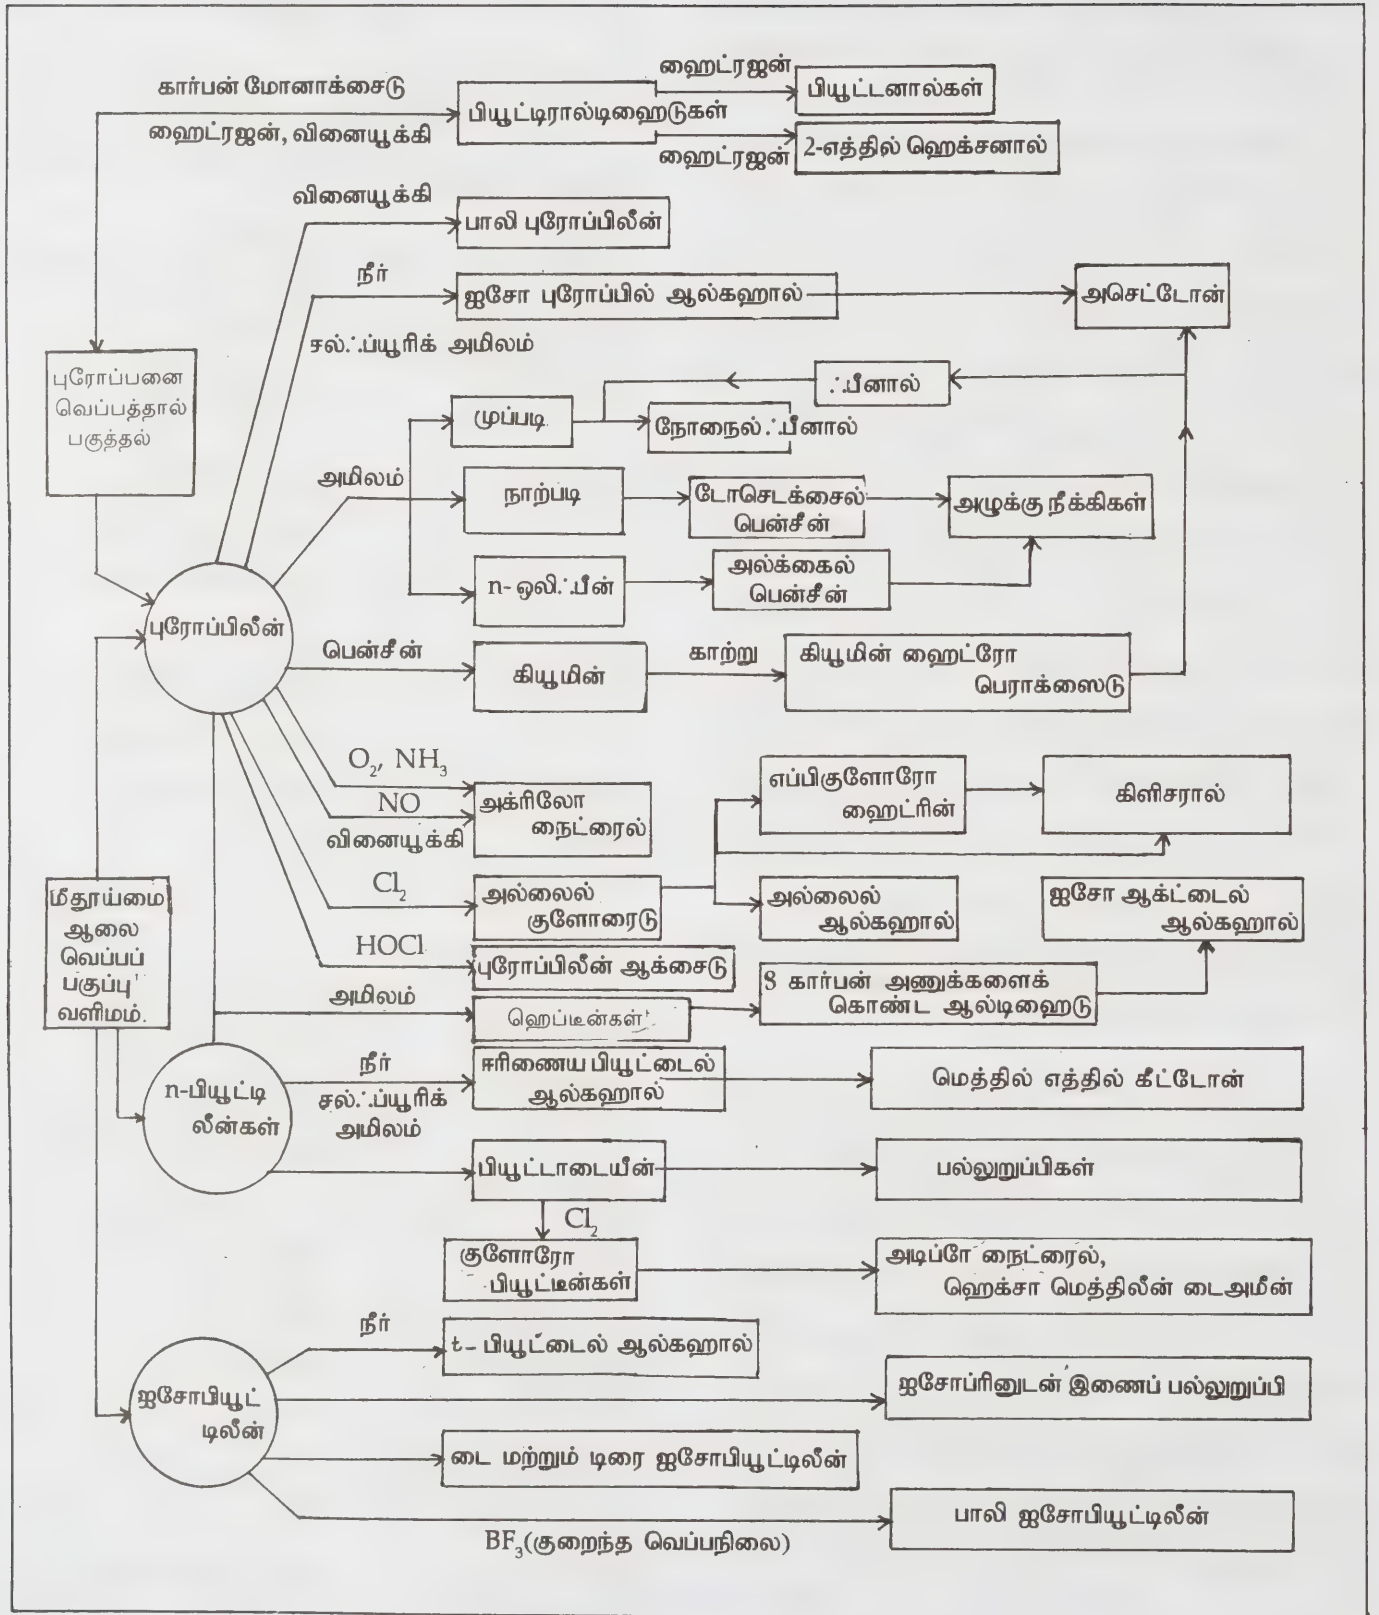 ஹைட்ரஜன்
கார்பன் மோனாக்சைடு
பியூட்டிரால்டிஹைடுகள்
பியூட்டனால்கள்
ஹைட்ரஜன், வினையூக்கி
ஹைட்ரஜன்
2-எத்தில் ஹெக்சனால்
வினையூக்கி
பாலி புரோப்பிலீன்
நீர்
ஐசோ புரோப்பில் ஆல்கஹால்
அசெட்டோன்
சல்ஃப்யூரிக் அமிலம்
புரோப்பனை
வெப்பத்தால்
பகுத்தல்
ஃபீனால்
முப்படி
நோநைல் ஃபீனால்
அமிலம்
நாற்படி
டோசெடக்சைல்
பென்சீன்
அழுக்கு நீக்கிகள்
n-ஒலிஃபீன்
அல்க்கைல்
பென்சீன்
புரோப்பிலீன்
பென்சீன்
கியூமின்
காற்று
கியூமின் ஹைட்ரோ
பெராக்ஸைடு
O₂, NH₃
NO
வினையூக்கி
அக்ரிலோ
நைட்ரைல்
எப்பிகுளோரோ
ஹைட்ரின்
கிளிசரால்
Cl₂
அல்லைல்
குளோரைடு
அல்லைல்
ஆல்கஹால்
ஐசோ ஆக்ட்டைல்
ஆல்கஹால்
மீதூய்மை
ஆலை
வெப்பப்
பகுப்பு
வளிமம்.
HOCl
புரோப்பிலீன் ஆக்சைடு
8 கார்பன் அணுக்களைக்
கொண்ட ஆல்டிஹைடு
அமிலம்
ஹெப்டீன்கள்
n-பியூட்டி
லீன்கள்
நீர்
சல்ஃப்யூரிக்
அமிலம்
ஈரிணைய பியூட்டைல்
ஆல்கஹால்
மெத்தில் எத்தில் கீட்டோன்
பியூட்டாடையீன்
பல்லுறுப்பிகள்
Cl₂
குளோரோ
பியூட்டீன்கள்
அடிப்போ நைட்ரைல்,
ஹெக்சா மெத்திலீன் டைஅமீன்
நீர்
t- பியூட்டைல் ஆல்கஹால்
ஐசோபியூட்
டிலீன்
ஐசோப்ரினுடன் இணைப் பல்லுறுப்பி
டை மற்றும் டிரை ஐசோபியூட்டிலீன்
பாலி ஐசோபியூட்டிலீன்
BF₃(குறைந்த வெப்பநிலை)